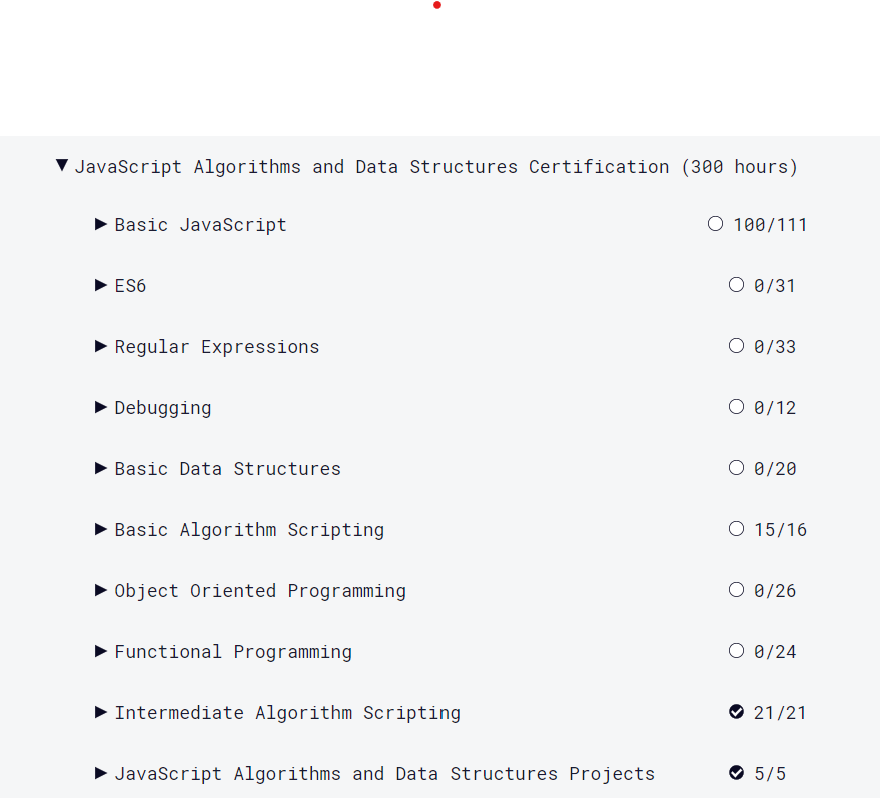 JavaScript Algorithms and Data Structures Certification (300 hours)
Basic JavaScript 100/111
ES6 0/31
Regular Expressions 0/33
Debugging 0/12
Basic Data Structures 0/20
Basic Algorithm Scripting 15/16
Object Oriented Programming 0/26
Functional Programming 0/24
Intermediate Algorithm Scripting 21/21
JavaScript Algorithms and Data Structures Projects 5/5